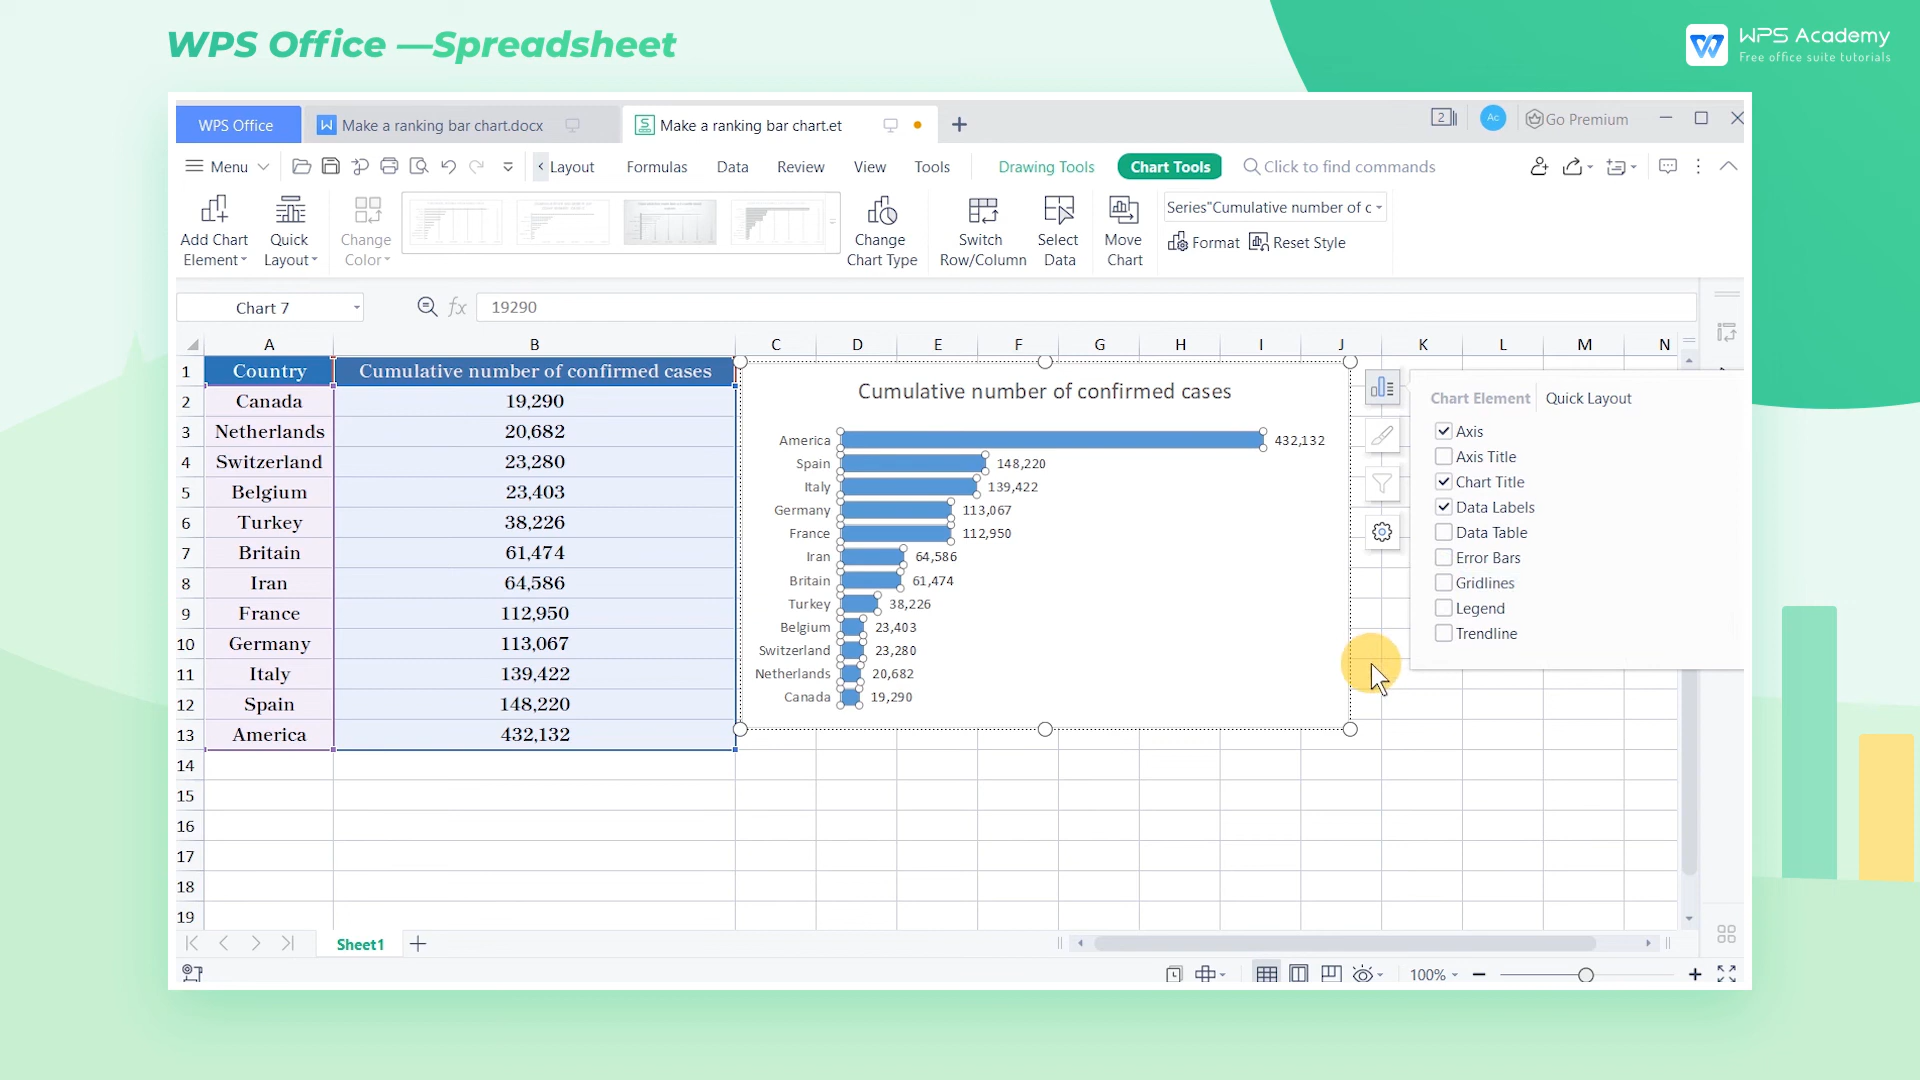 WPS Office —Spreadsheet
WPS Academy
Free office suite tutorials
WPS Office
Make a ranking bar chart.docx
Make a ranking bar chart.et
2
Ac
Go Premium
Menu
Layout
Formulas
Data
Review
View
Tools
Drawing Tools
Chart Tools
Click to find commands
Add Chart
Element
Quick
Layout
Change
Color
Change
Chart Type
Switch
Row/Column
Select
Data
Move
Chart
Series"Cumulative number of c
Format
Reset Style
Chart 7
fx
19290
A B C D E F G H I J K L M N
1 Country Cumulative number of confirmed cases
2 Canada 19,290
3 Netherlands 20,682
4 Switzerland 23,280
5 Belgium 23,403
6 Turkey 38,226
7 Britain 61,474
8 Iran 64,586
9 France 112,950
10 Germany 113,067
11 Italy 139,422
12 Spain 148,220
13 America 432,132
14
15
16
17
18
19
Cumulative number of confirmed cases
America 432,132
Spain 148,220
Italy 139,422
Germany 113,067
France 112,950
Iran 64,586
Britain 61,474
Turkey 38,226
Belgium 23,403
Switzerland 23,280
Netherlands 20,682
Canada 19,290
Chart Element
Quick Layout
Axis
Axis Title
Chart Title
Data Labels
Data Table
Error Bars
Gridlines
Legend
Trendline
Sheet1
100%